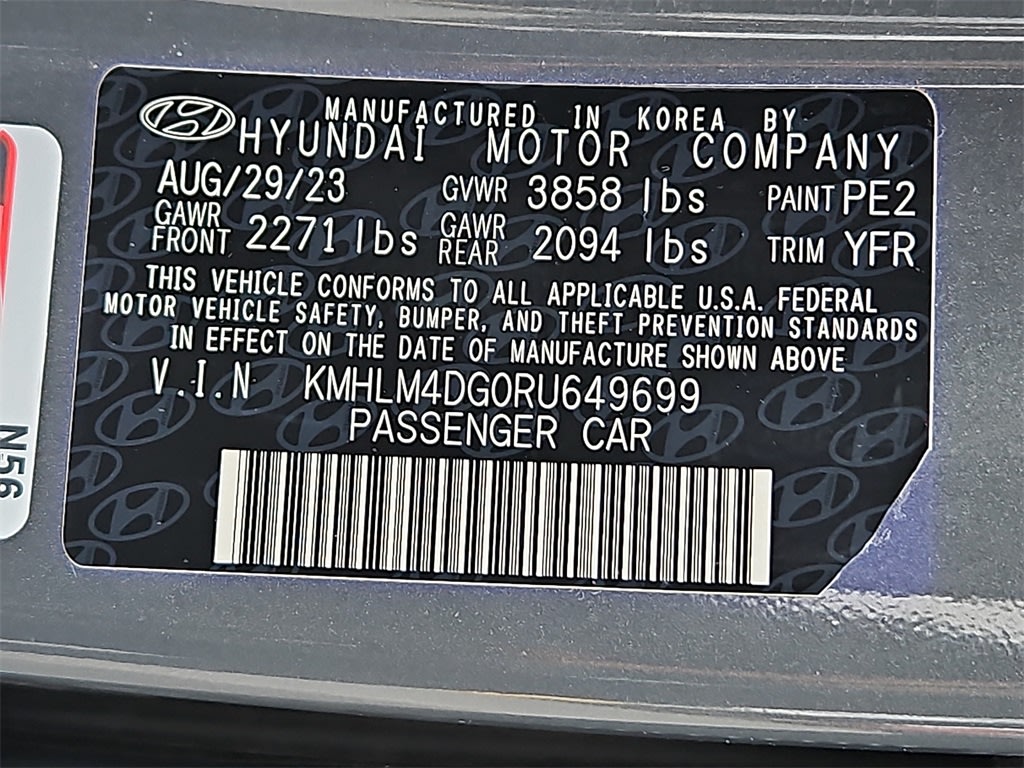 MANUFACTURED IN KOREA BY
HYUNDAI MOTOR COMPANY
AUG/29/23 GVWR 3858 lbs PAINT PE2
GAWR FRONT 2271 lbs GAWR REAR 2094 lbs TRIM YFR
THIS VEHICLE CONFORMS TO ALL APPLICABLE U.S.A. FEDERAL
MOTOR VEHICLE SAFETY, BUMPER, AND THEFT PREVENTION STANDARDS
IN EFFECT ON THE DATE OF MANUFACTURE SHOWN ABOVE
V.I.N KMHLM4DG0RU649699
PASSENGER CAR
N56